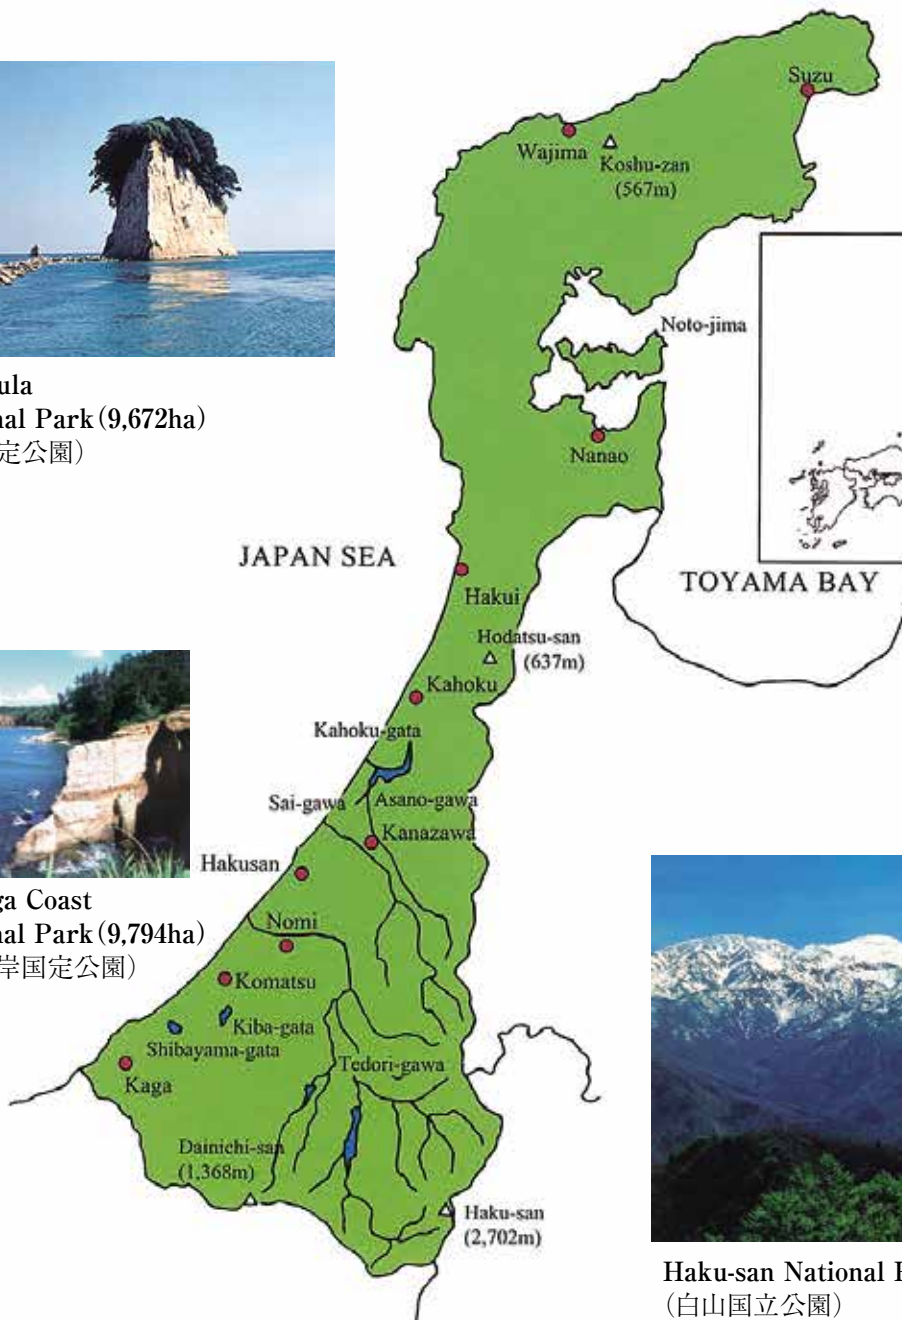 Suzu
Wajima
Koshu-zan
(567m)
Noto-jima
ula
nal Park(9,672ha)
定公園)
Nanao
JAPAN SEA
TOYAMA BAY
Hakui
Hodatsu-san
(637m)
Kahoku
Kahoku-gata
Sai-gawa
Asano-gawa
Kanazawa
Hakusan
ga Coast
nal Park(9,794ha)
岸国定公園)
Nomi
Komatsu
Kiba-gata
Shibayama-gata
Tedori-gawa
Kaga
Dainichi-san
(1,368m)
Haku-san
(2,702m)
Haku-san National P
(白山国立公園)